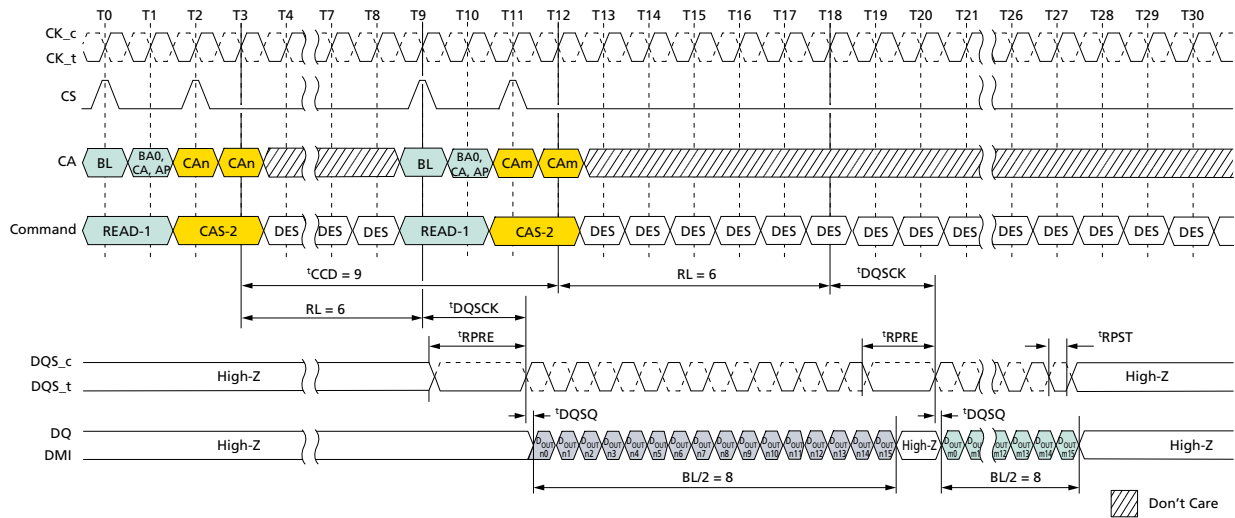 T0 T1 T2 T3 T4 T7 T8 T9 T10 T11 T12 T13 T14 T15 T16 T17 T18 T19 T20 T21 T26 T27 T28 T29 T30
CK_c
CK_t
CS
CA BL BA0, CA, AP CAn CAn BL BA0, CA, AP CAm CAm
Command READ-1 CAS-2 DES DES DES READ-1 CAS-2 DES DES DES DES DES DES DES DES DES DES DES DES DES DES
tCCD = 9 RL = 6 tDQSCK
RL = 6 tDQSCK
tRPRE tRPRE tRPST
DQS_c
DQS_t High-Z High-Z
tDQSQ tDQSQ
DQ
DMI High-Z DOUT n0 DOUT n1 DOUT n2 DOUT n3 DOUT n4 DOUT n5 DOUT n6 DOUT n7 DOUT n8 DOUT n9 DOUT n10 DOUT n11 DOUT n12 DOUT n13 DOUT n14 DOUT n15 High-Z DOUT m0 DOUT m1 DOUT m12 DOUT m13 DOUT m14 DOUT m15 High-Z
BL/2 = 8 BL/2 = 8
Don't Care